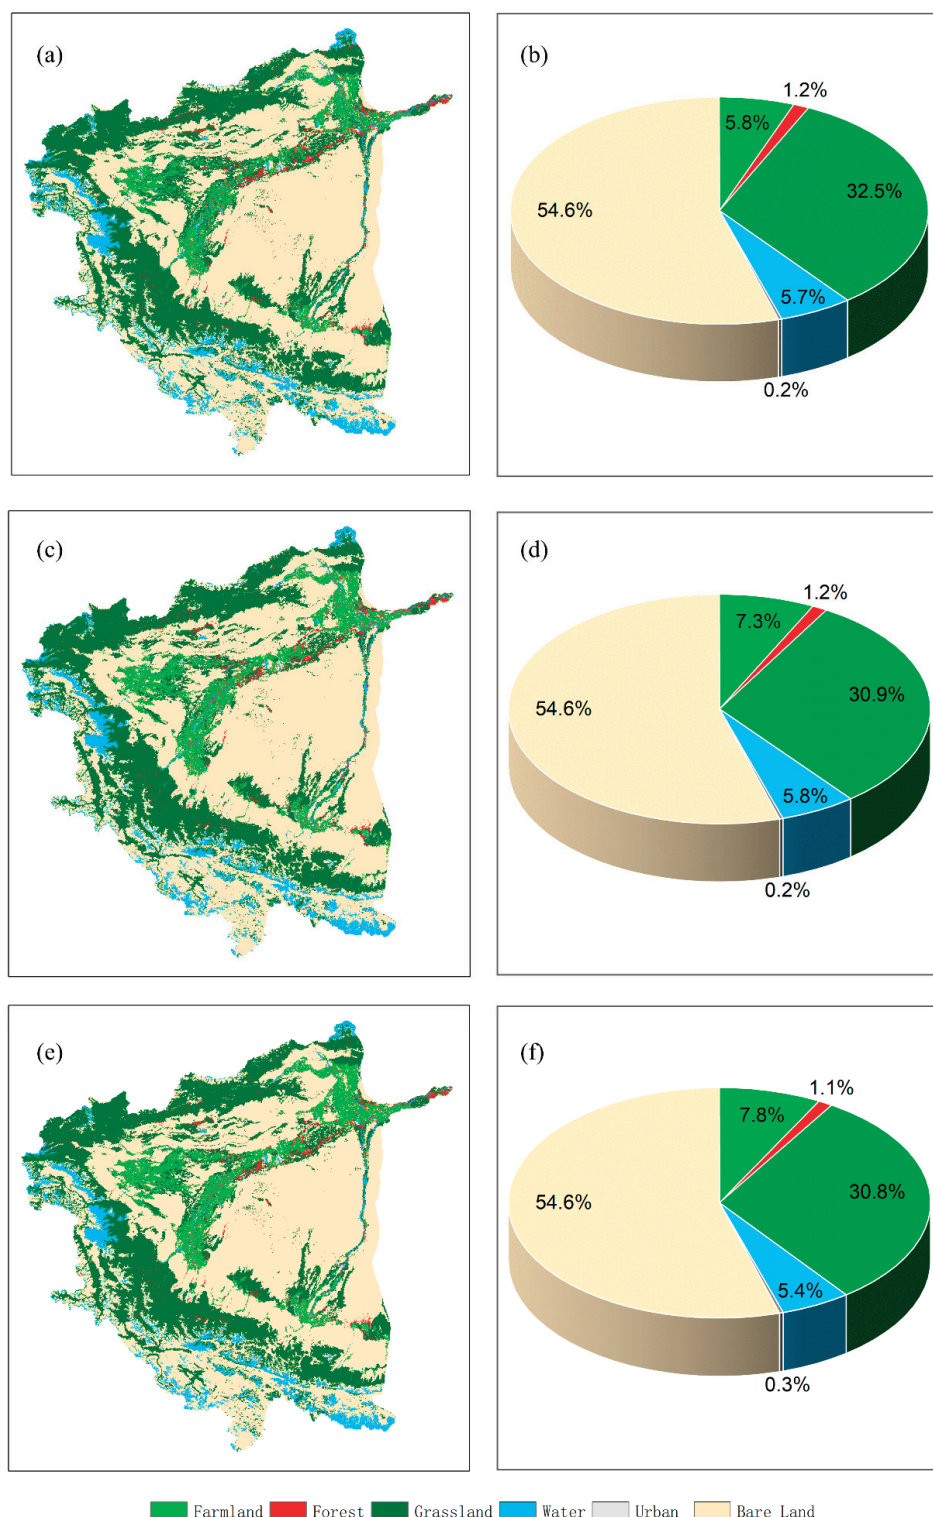 (a)
(b)
1.2%
5.8%
32.5%
54.6%
5.7%
0.2%
(c)
(d)
1.2%
7.3%
30.9%
54.6%
5.8%
0.2%
(e)
(f)
1.1%
7.8%
30.8%
54.6%
5.4%
0.3%
Farmland Forest Grassland Water Urban Bare Land